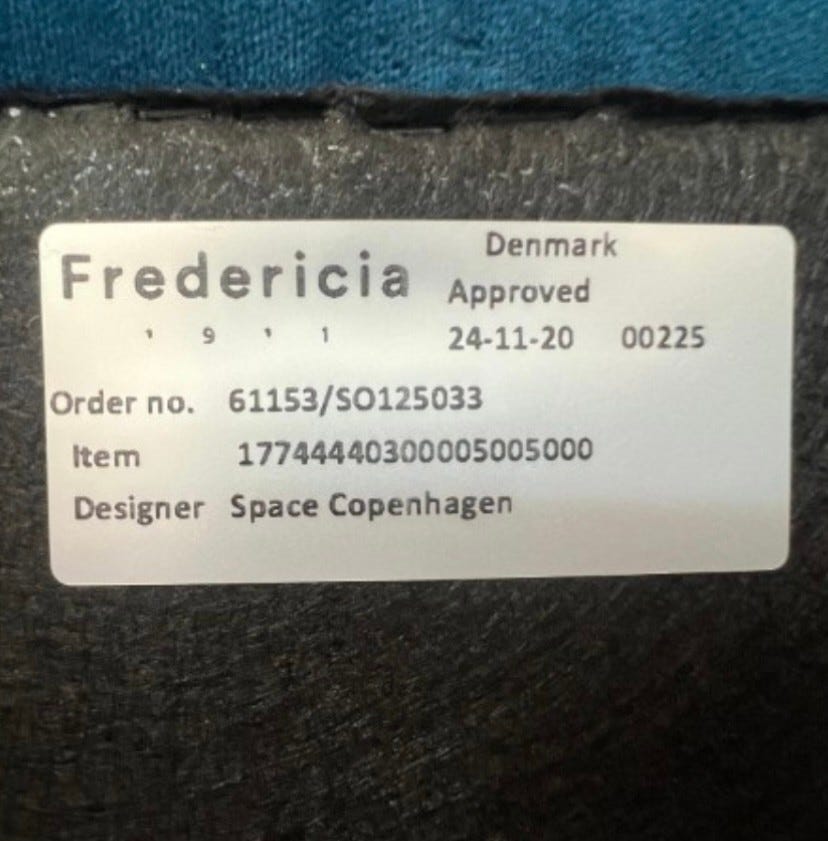 Fredericia
1 9 1 1
Denmark
Approved
24-11-20 00225
Order no. 61153/SO125033
Item 17744440300005005000
Designer Space Copenhagen